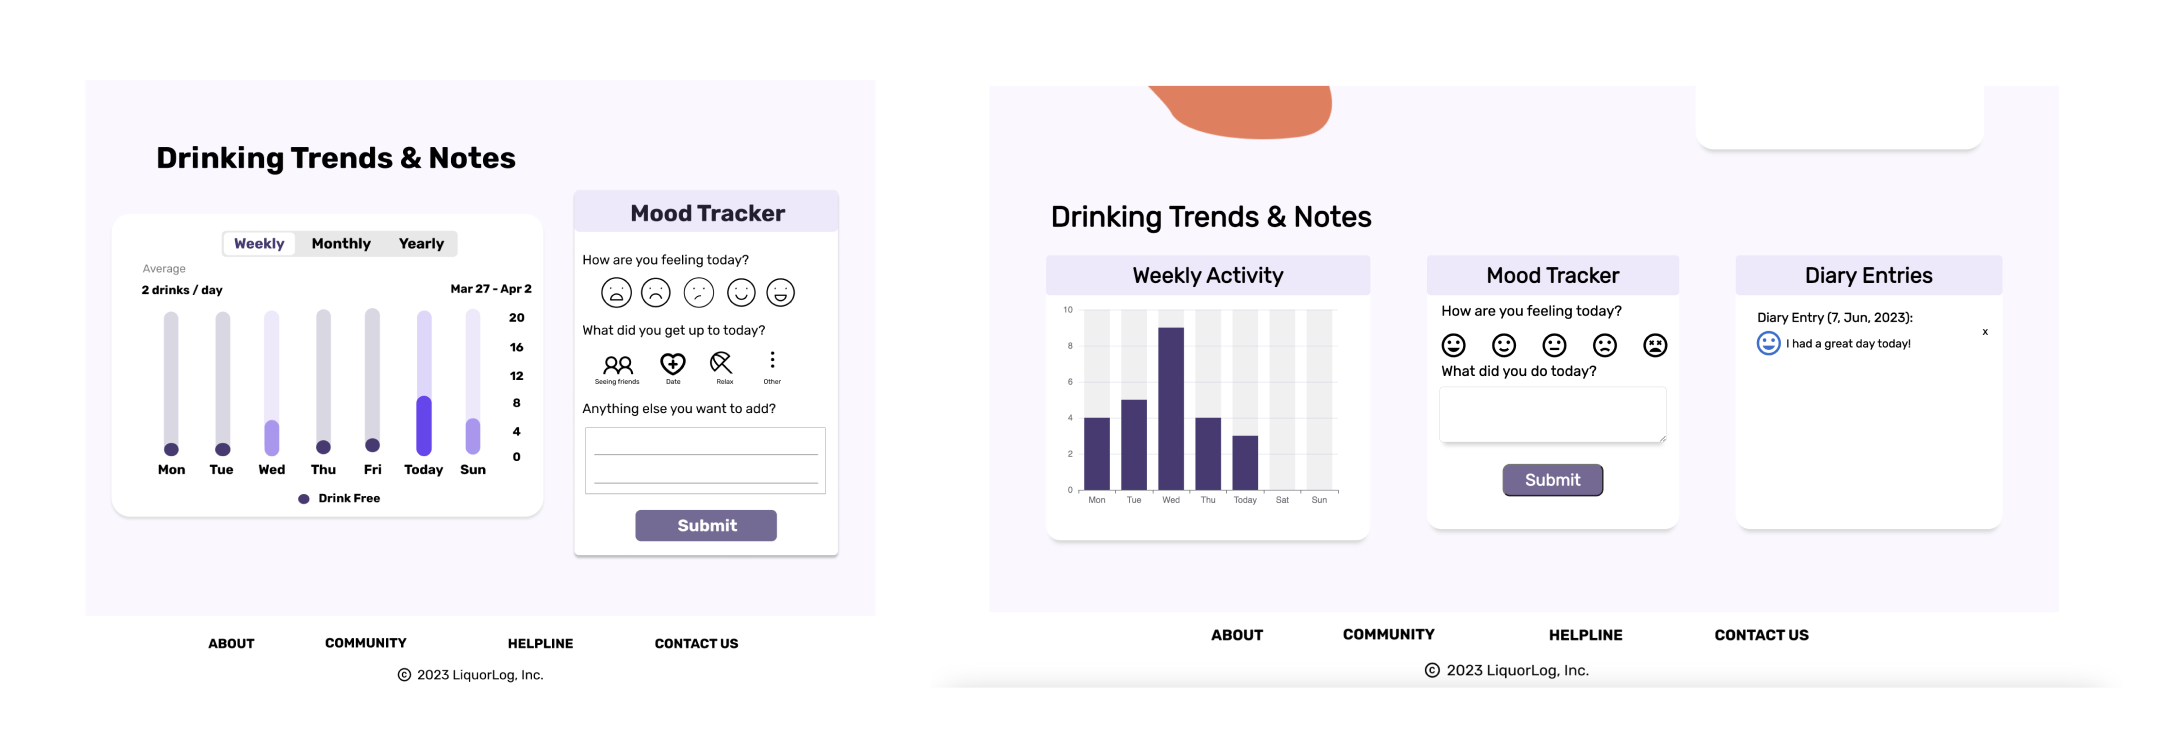 Drinking Trends & Notes
Weekly Monthly Yearly
Average
2 drinks / day
Mar 27 - Apr 2
20
16
12
8
4
0
Mon Tue Wed Thu Fri Today Sun
Drink Free
Mood Tracker
How are you feeling today?
What did you get up to today?
Seeing friends Date Relax Other
Anything else you want to add?
Submit
ABOUT COMMUNITY HELPLINE CONTACT US
© 2023 LiquorLog, Inc.
Drinking Trends & Notes
Weekly Activity
10
8
6
4
2
0
Mon Tue Wed Thu Today Sat Sun
Mood Tracker
How are you feeling today?
What did you do today?
Submit
Diary Entries
Diary Entry (7, Jun, 2023):
x
I had a great day today!
ABOUT COMMUNITY HELPLINE CONTACT US
© 2023 LiquorLog, Inc.